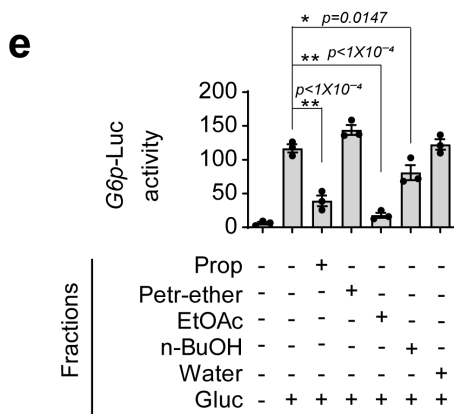 e
* p=0.0147
** p<1X10⁻⁴
p<1X10⁻⁴
**
200
150
100
50
0
G6p-Luc
activity
Fractions
Prop - - + - - - -
Petr-ether - - - + - - -
EtOAc - - - - + - -
n-BuOH - - - - - + -
Water - - - - - - +
Gluc - + + + + + +